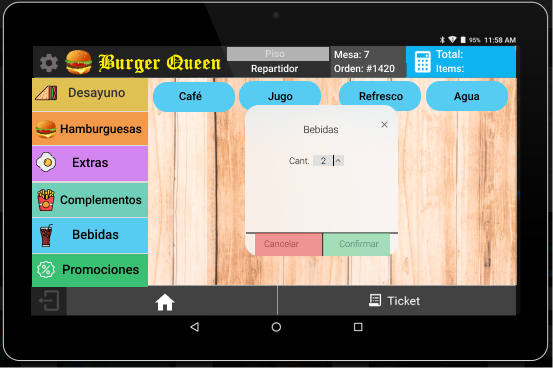 95% 11:58 AM
Burger Queen
Piso
Repartidor
Mesa: 7
Orden: #1420
Total:
Items:
Desayuno
Hamburguesas
Extras
Complementos
Bebidas
Promociones
Café
Jugo
Refresco
Agua
Bebidas
×
Cant. 2
Cancelar
Confirmar
Ticket